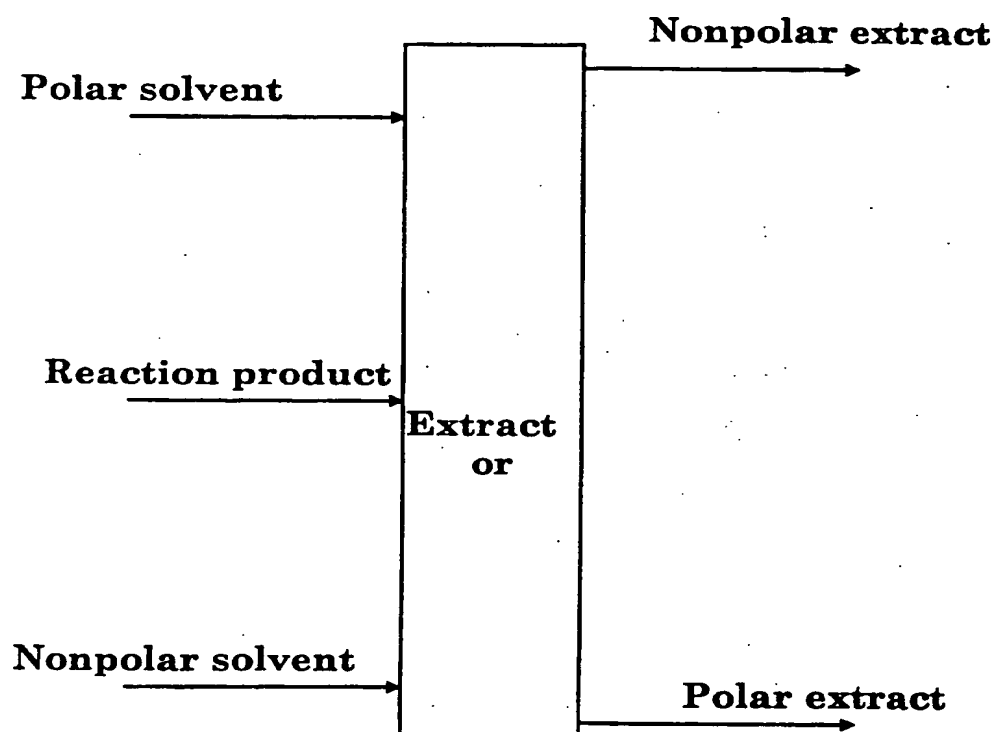 Nonpolar extract
Polar solvent
Reaction product
Extract
or
Nonpolar solvent
Polar extract